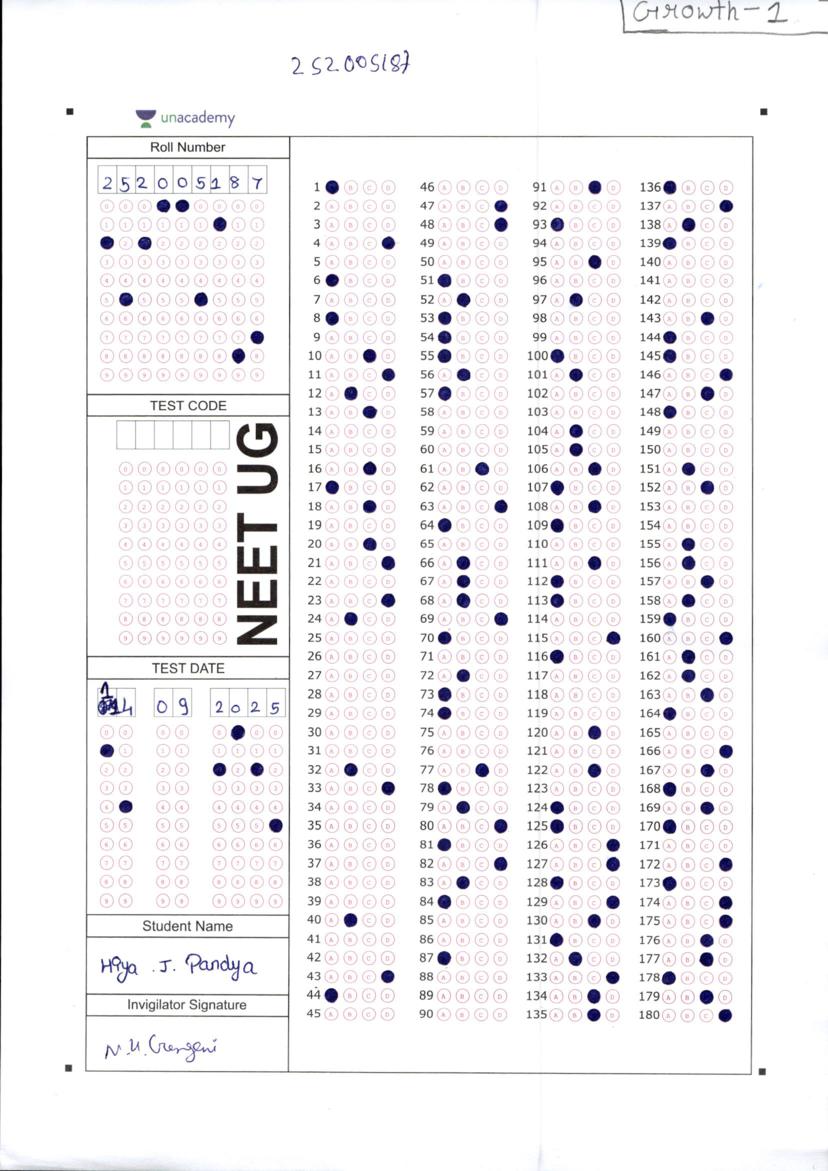 Growth-1
252005187
unacademy
Roll Number
2 5 2 0 0 5 1 8 7
TEST CODE
NEET UG
TEST DATE
14 09 2025
Student Name
Hiya .J. Pandya
Invigilator Signature
1 A B C D 46 A B C D 91 A B C D 136 A B C D
2 A B C D 47 A B C D 92 A B C D 137 A B C D
3 A B C D 48 A B C D 93 A B C D 138 A B C D
4 A B C D 49 A B C D 94 A B C D 139 A B C D
5 A B C D 50 A B C D 95 A B C D 140 A B C D
6 A B C D 51 A B C D 96 A B C D 141 A B C D
7 A B C D 52 A B C D 97 A B C D 142 A B C D
8 A B C D 53 A B C D 98 A B C D 143 A B C D
9 A B C D 54 A B C D 99 A B C D 144 A B C D
10 A B C D 55 A B C D 100 A B C D 145 A B C D
11 A B C D 56 A B C D 101 A B C D 146 A B C D
12 A B C D 57 A B C D 102 A B C D 147 A B C D
13 A B C D 58 A B C D 103 A B C D 148 A B C D
14 A B C D 59 A B C D 104 A B C D 149 A B C D
15 A B C D 60 A B C D 105 A B C D 150 A B C D
16 A B C D 61 A B C D 106 A B C D 151 A B C D
17 A B C D 62 A B C D 107 A B C D 152 A B C D
18 A B C D 63 A B C D 108 A B C D 153 A B C D
19 A B C D 64 A B C D 109 A B C D 154 A B C D
20 A B C D 65 A B C D 110 A B C D 155 A B C D
21 A B C D 66 A B C D 111 A B C D 156 A B C D
22 A B C D 67 A B C D 112 A B C D 157 A B C D
23 A B C D 68 A B C D 113 A B C D 158 A B C D
24 A B C D 69 A B C D 114 A B C D 159 A B C D
25 A B C D 70 A B C D 115 A B C D 160 A B C D
26 A B C D 71 A B C D 116 A B C D 161 A B C D
27 A B C D 72 A B C D 117 A B C D 162 A B C D
28 A B C D 73 A B C D 118 A B C D 163 A B C D
29 A B C D 74 A B C D 119 A B C D 164 A B C D
30 A B C D 75 A B C D 120 A B C D 165 A B C D
31 A B C D 76 A B C D 121 A B C D 166 A B C D
32 A B C D 77 A B C D 122 A B C D 167 A B C D
33 A B C D 78 A B C D 123 A B C D 168 A B C D
34 A B C D 79 A B C D 124 A B C D 169 A B C D
35 A B C D 80 A B C D 125 A B C D 170 A B C D
36 A B C D 81 A B C D 126 A B C D 171 A B C D
37 A B C D 82 A B C D 127 A B C D 172 A B C D
38 A B C D 83 A B C D 128 A B C D 173 A B C D
39 A B C D 84 A B C D 129 A B C D 174 A B C D
40 A B C D 85 A B C D 130 A B C D 175 A B C D
41 A B C D 86 A B C D 131 A B C D 176 A B C D
42 A B C D 87 A B C D 132 A B C D 177 A B C D
43 A B C D 88 A B C D 133 A B C D 178 A B C D
44 A B C D 89 A B C D 134 A B C D 179 A B C D
45 A B C D 90 A B C D 135 A B C D 180 A B C D